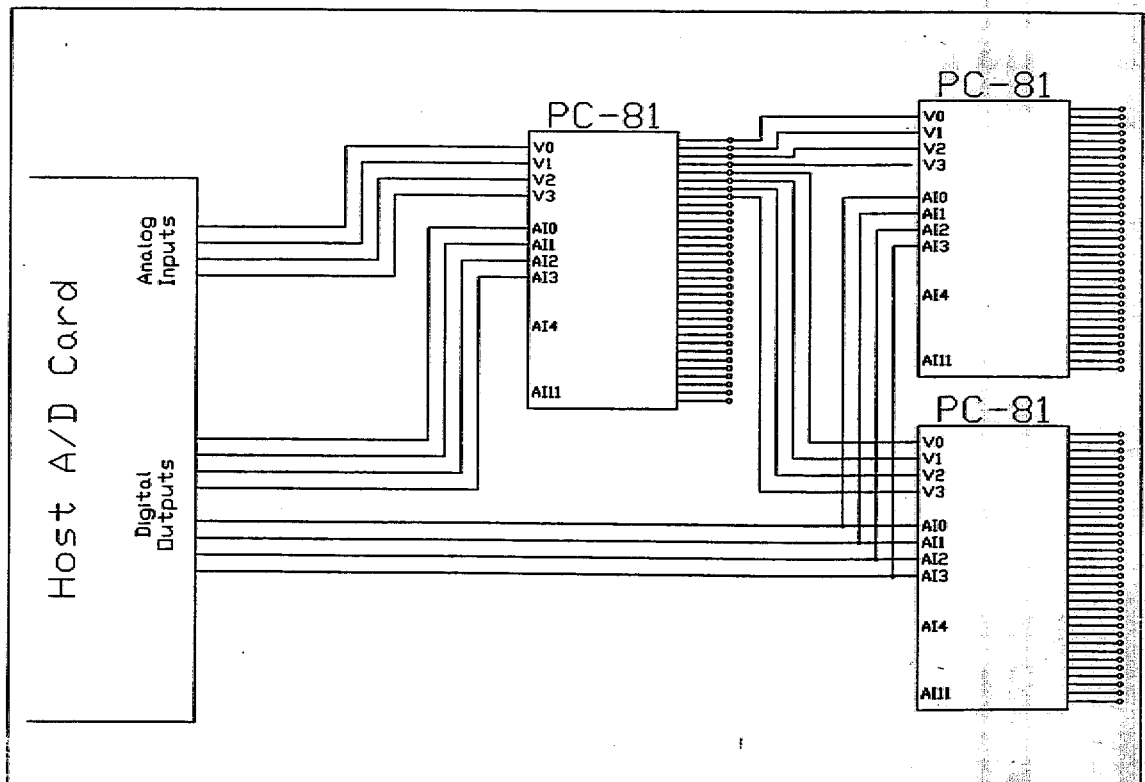 Host A/D Card
Analog
Inputs
Digital
Outputs
PC-81
V0
V1
V2
V3
AI0
AI1
AI2
AI3
AI4
AI11
PC-81
V0
V1
V2
V3
AI0
AI1
AI2
AI3
AI4
AI11
PC-81
V0
V1
V2
V3
AI0
AI1
AI2
AI3
AI4
AI11